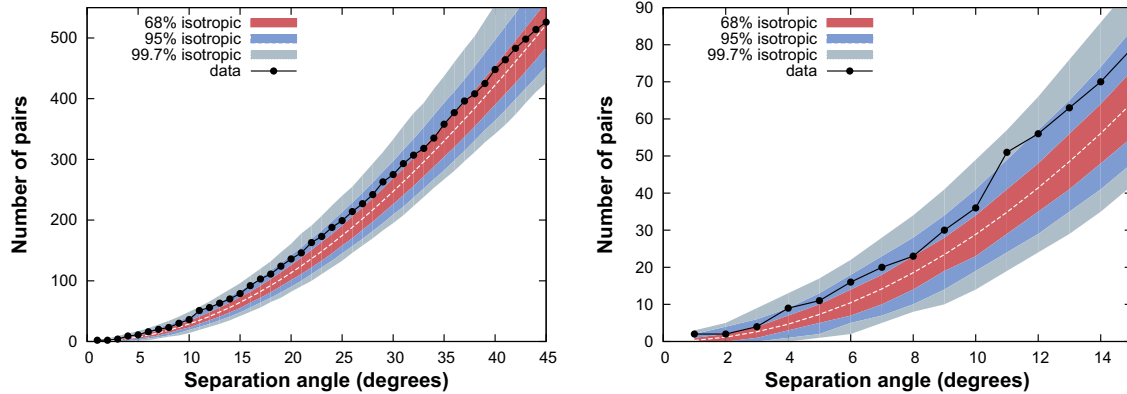 68% isotropic
95% isotropic
99.7% isotropic
data
Number of pairs
500
400
300
200
100
0
0 5 10 15 20 25 30 35 40 45
Separation angle (degrees)
68% isotropic
95% isotropic
99.7% isotropic
data
Number of pairs
90
80
70
60
50
40
30
20
10
0
0 2 4 6 8 10 12 14
Separation angle (degrees)